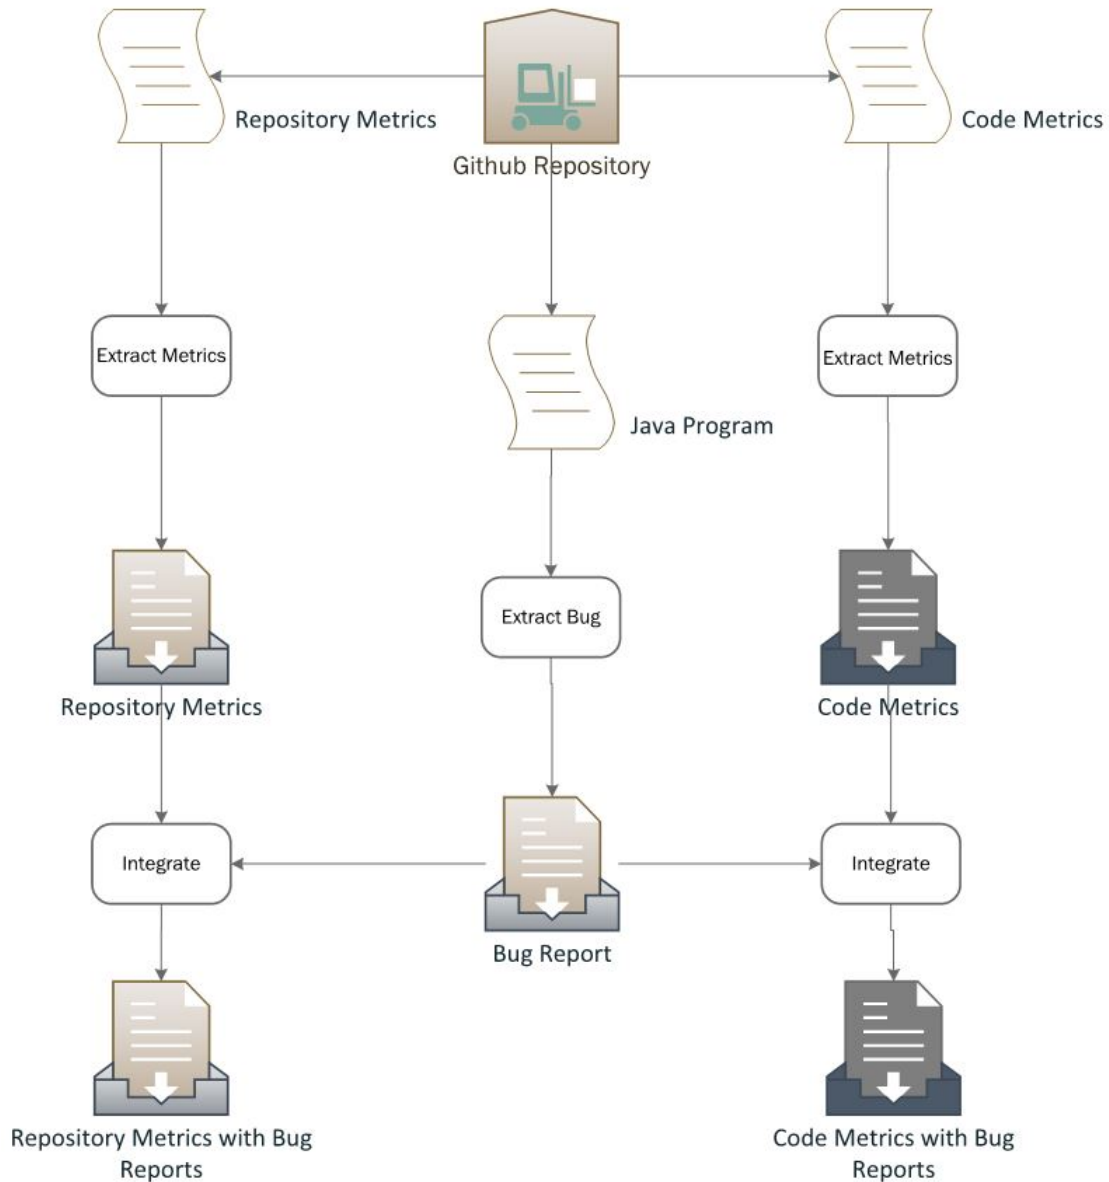 Repository Metrics
Code Metrics
Github Repository
Extract Metrics
Extract Metrics
Java Program
Extract Bug
Repository Metrics
Code Metrics
Integrate
Integrate
Bug Report
Repository Metrics with Bug
Reports
Code Metrics with Bug
Reports